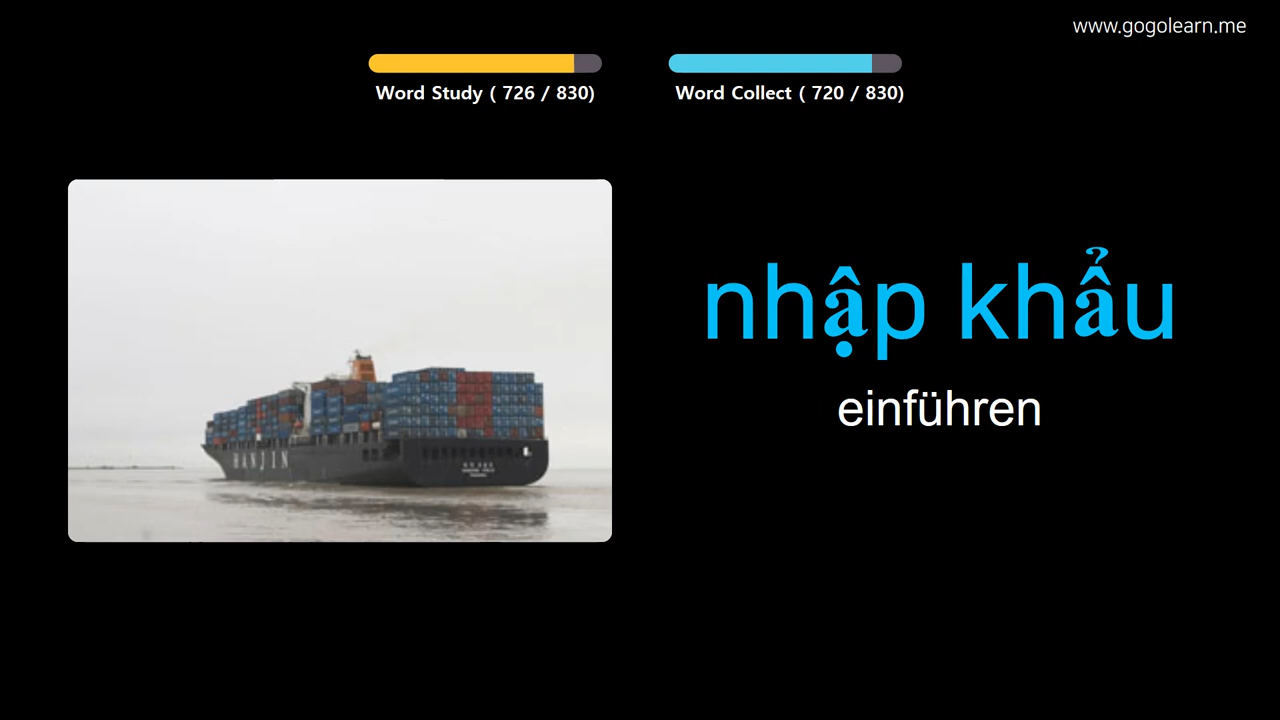 www.gogolearn.me
Word Study ( 726 / 830)
Word Collect ( 720 / 830)
nhập khẩu
einführen
HANJIN